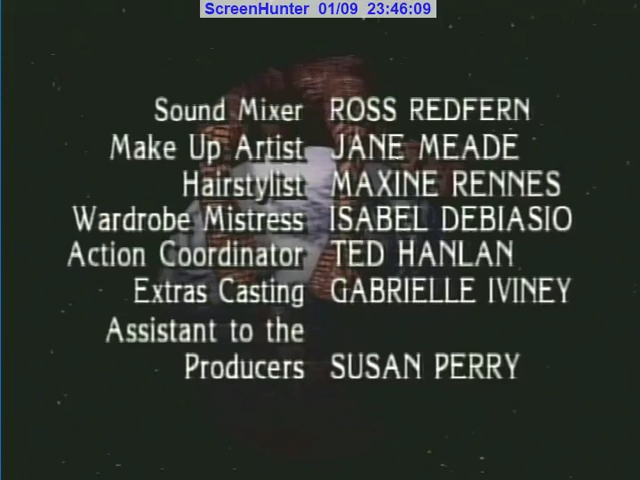 ScreenHunter 01/09 23:46:09
Sound Mixer ROSS REDFERN
Make Up Artist JANE MEADE
Hairstylist MAXINE RENNES
Wardrobe Mistress ISABEL DEBIASIO
Action Coordinator TED HANLAN
Extras Casting GABRIELLE IVINEY
Assistant to the
Producers SUSAN PERRY